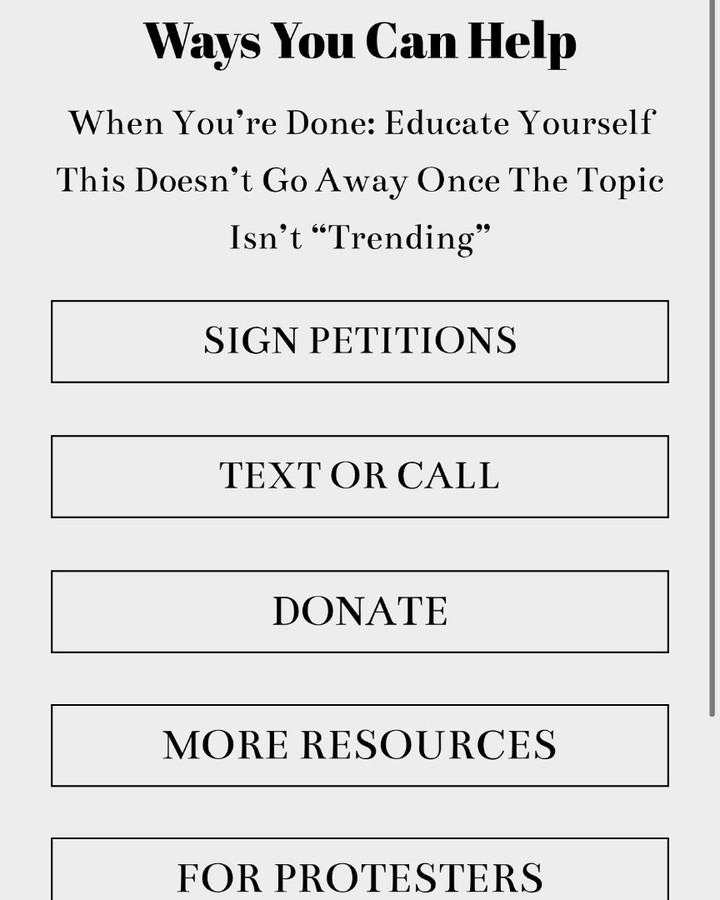 Ways You Can Help
When You’re Done: Educate Yourself
This Doesn’t Go Away Once The Topic
Isn’t “Trending”
SIGN PETITIONS
TEXT OR CALL
DONATE
MORE RESOURCES
FOR PROTESTERS